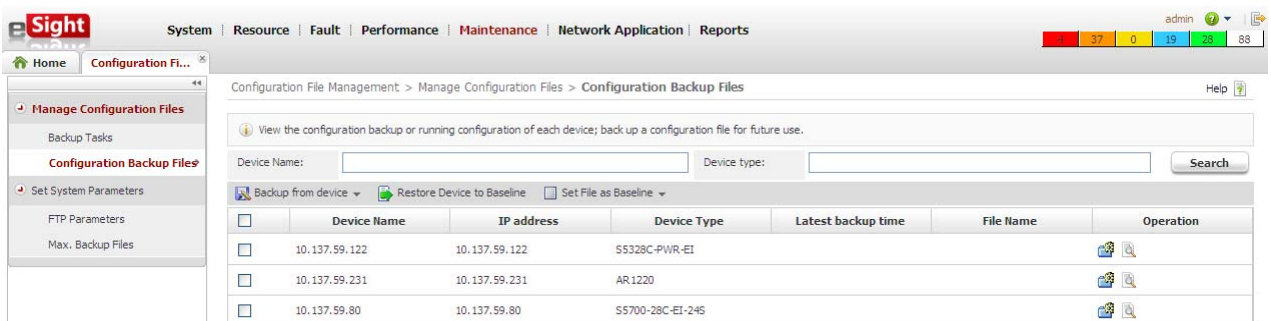 eSight
admin
System | Resource | Fault | Performance | Maintenance | Network Application | Reports
4 37 0 19 28 88
Home Configuration Fi...
Configuration File Management > Manage Configuration Files > Configuration Backup Files Help
Manage Configuration Files
Backup Tasks
Configuration Backup Files
Set System Parameters
FTP Parameters
Max. Backup Files
View the configuration backup or running configuration of each device; back up a configuration file for future use.
Device Name: Device type: Search
Backup from device Restore Device to Baseline Set File as Baseline
Device Name IP address Device Type Latest backup time File Name Operation
10.137.59.122 10.137.59.122 S5328C-PWR-EI
10.137.59.231 10.137.59.231 AR1220
10.137.59.80 10.137.59.80 S5700-28C-EI-24S